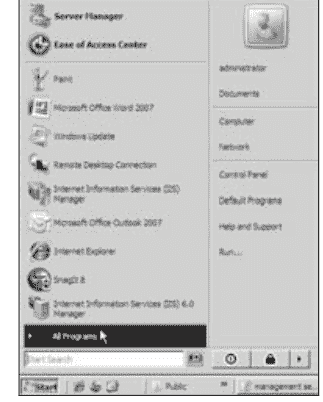 Server Manager
Ease of Access Center
Paint
Microsoft Office Word 2007
Windows Update
Remote Desktop Connection
Internet Information Services (IIS)
Manager
Microsoft Office Outlook 2007
Internet Explorer
SnagIt 8
Internet Information Services (IIS) 6.0
Manager
All Programs
Start Search
administrator
Documents
Computer
Network
Control Panel
Default Programs
Help and Support
Run...
Start
Public
management se...